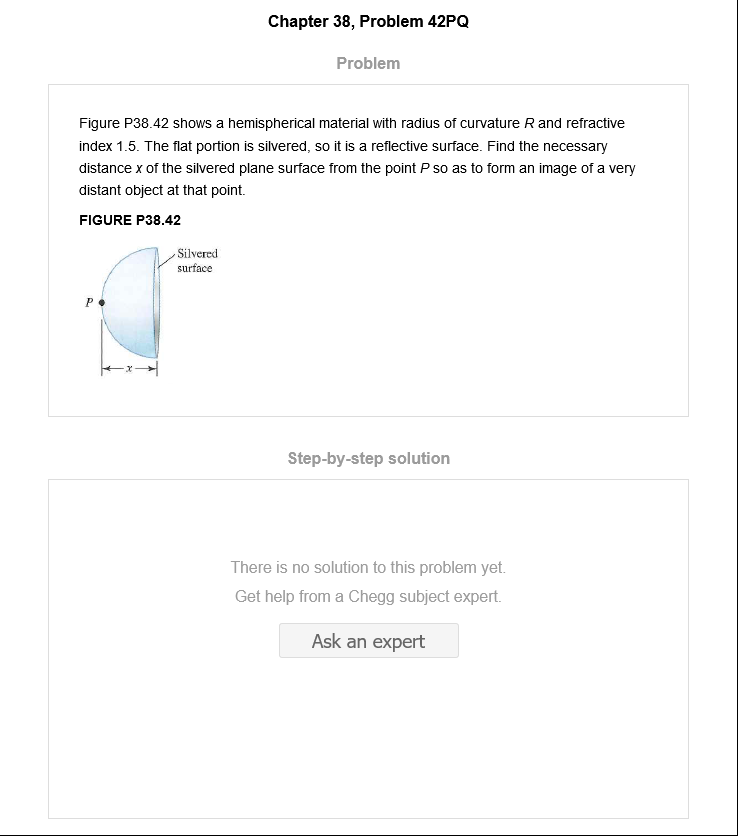 Chapter 38, Problem 42PQ
Problem
Figure P38.42 shows a hemispherical material with radius of curvature R and refractive
index 1.5. The flat portion is silvered, so it is a reflective surface. Find the necessary
distance x of the silvered plane surface from the point P so as to form an image of a very
distant object at that point.
FIGURE P38.42
Silvered
surface
P
x
Step-by-step solution
There is no solution to this problem yet.
Get help from a Chegg subject expert.
Ask an expert